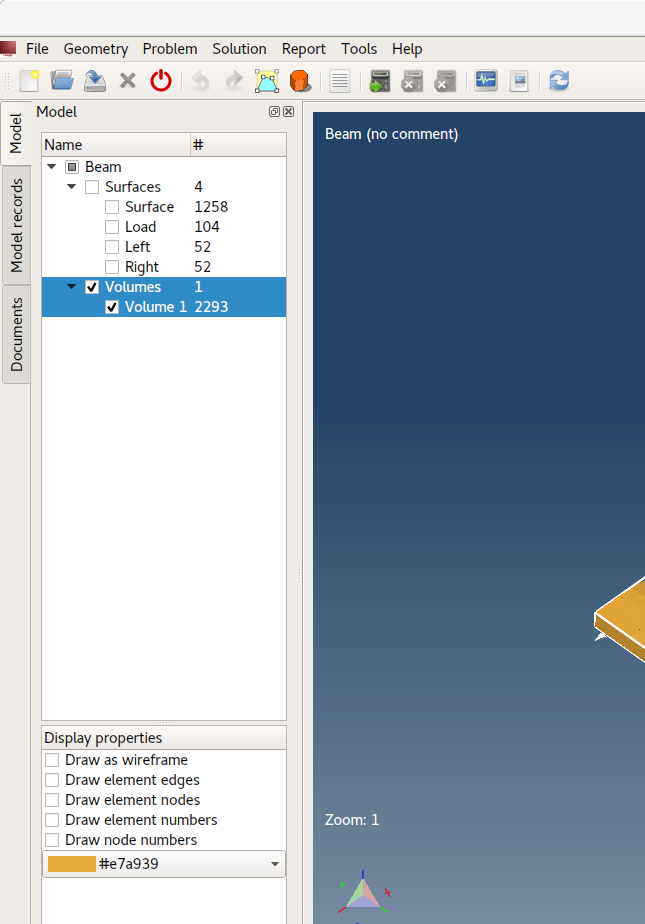 File Geometry Problem Solution Report Tools Help
Model
Model records
Documents
Model
Name #
Beam
Surfaces 4
Surface 1258
Load 104
Left 52
Right 52
Volumes 1
Volume 1 2293
Display properties
Draw as wireframe
Draw element edges
Draw element nodes
Draw element numbers
Draw node numbers
#e7a939
Beam (no comment)
Zoom: 1